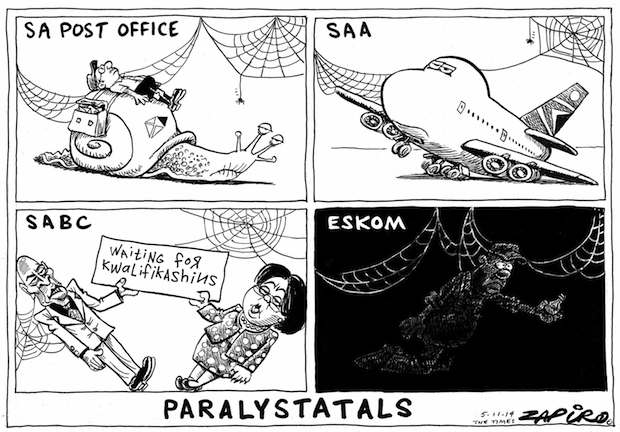 SA POST OFFICE
SAA
SABC
WaiTiNG foR
KwaLifiKAShiNS
ESKOM
PARALYSTATALS
5-11-14
THE TIMES
ZAPIRO
©